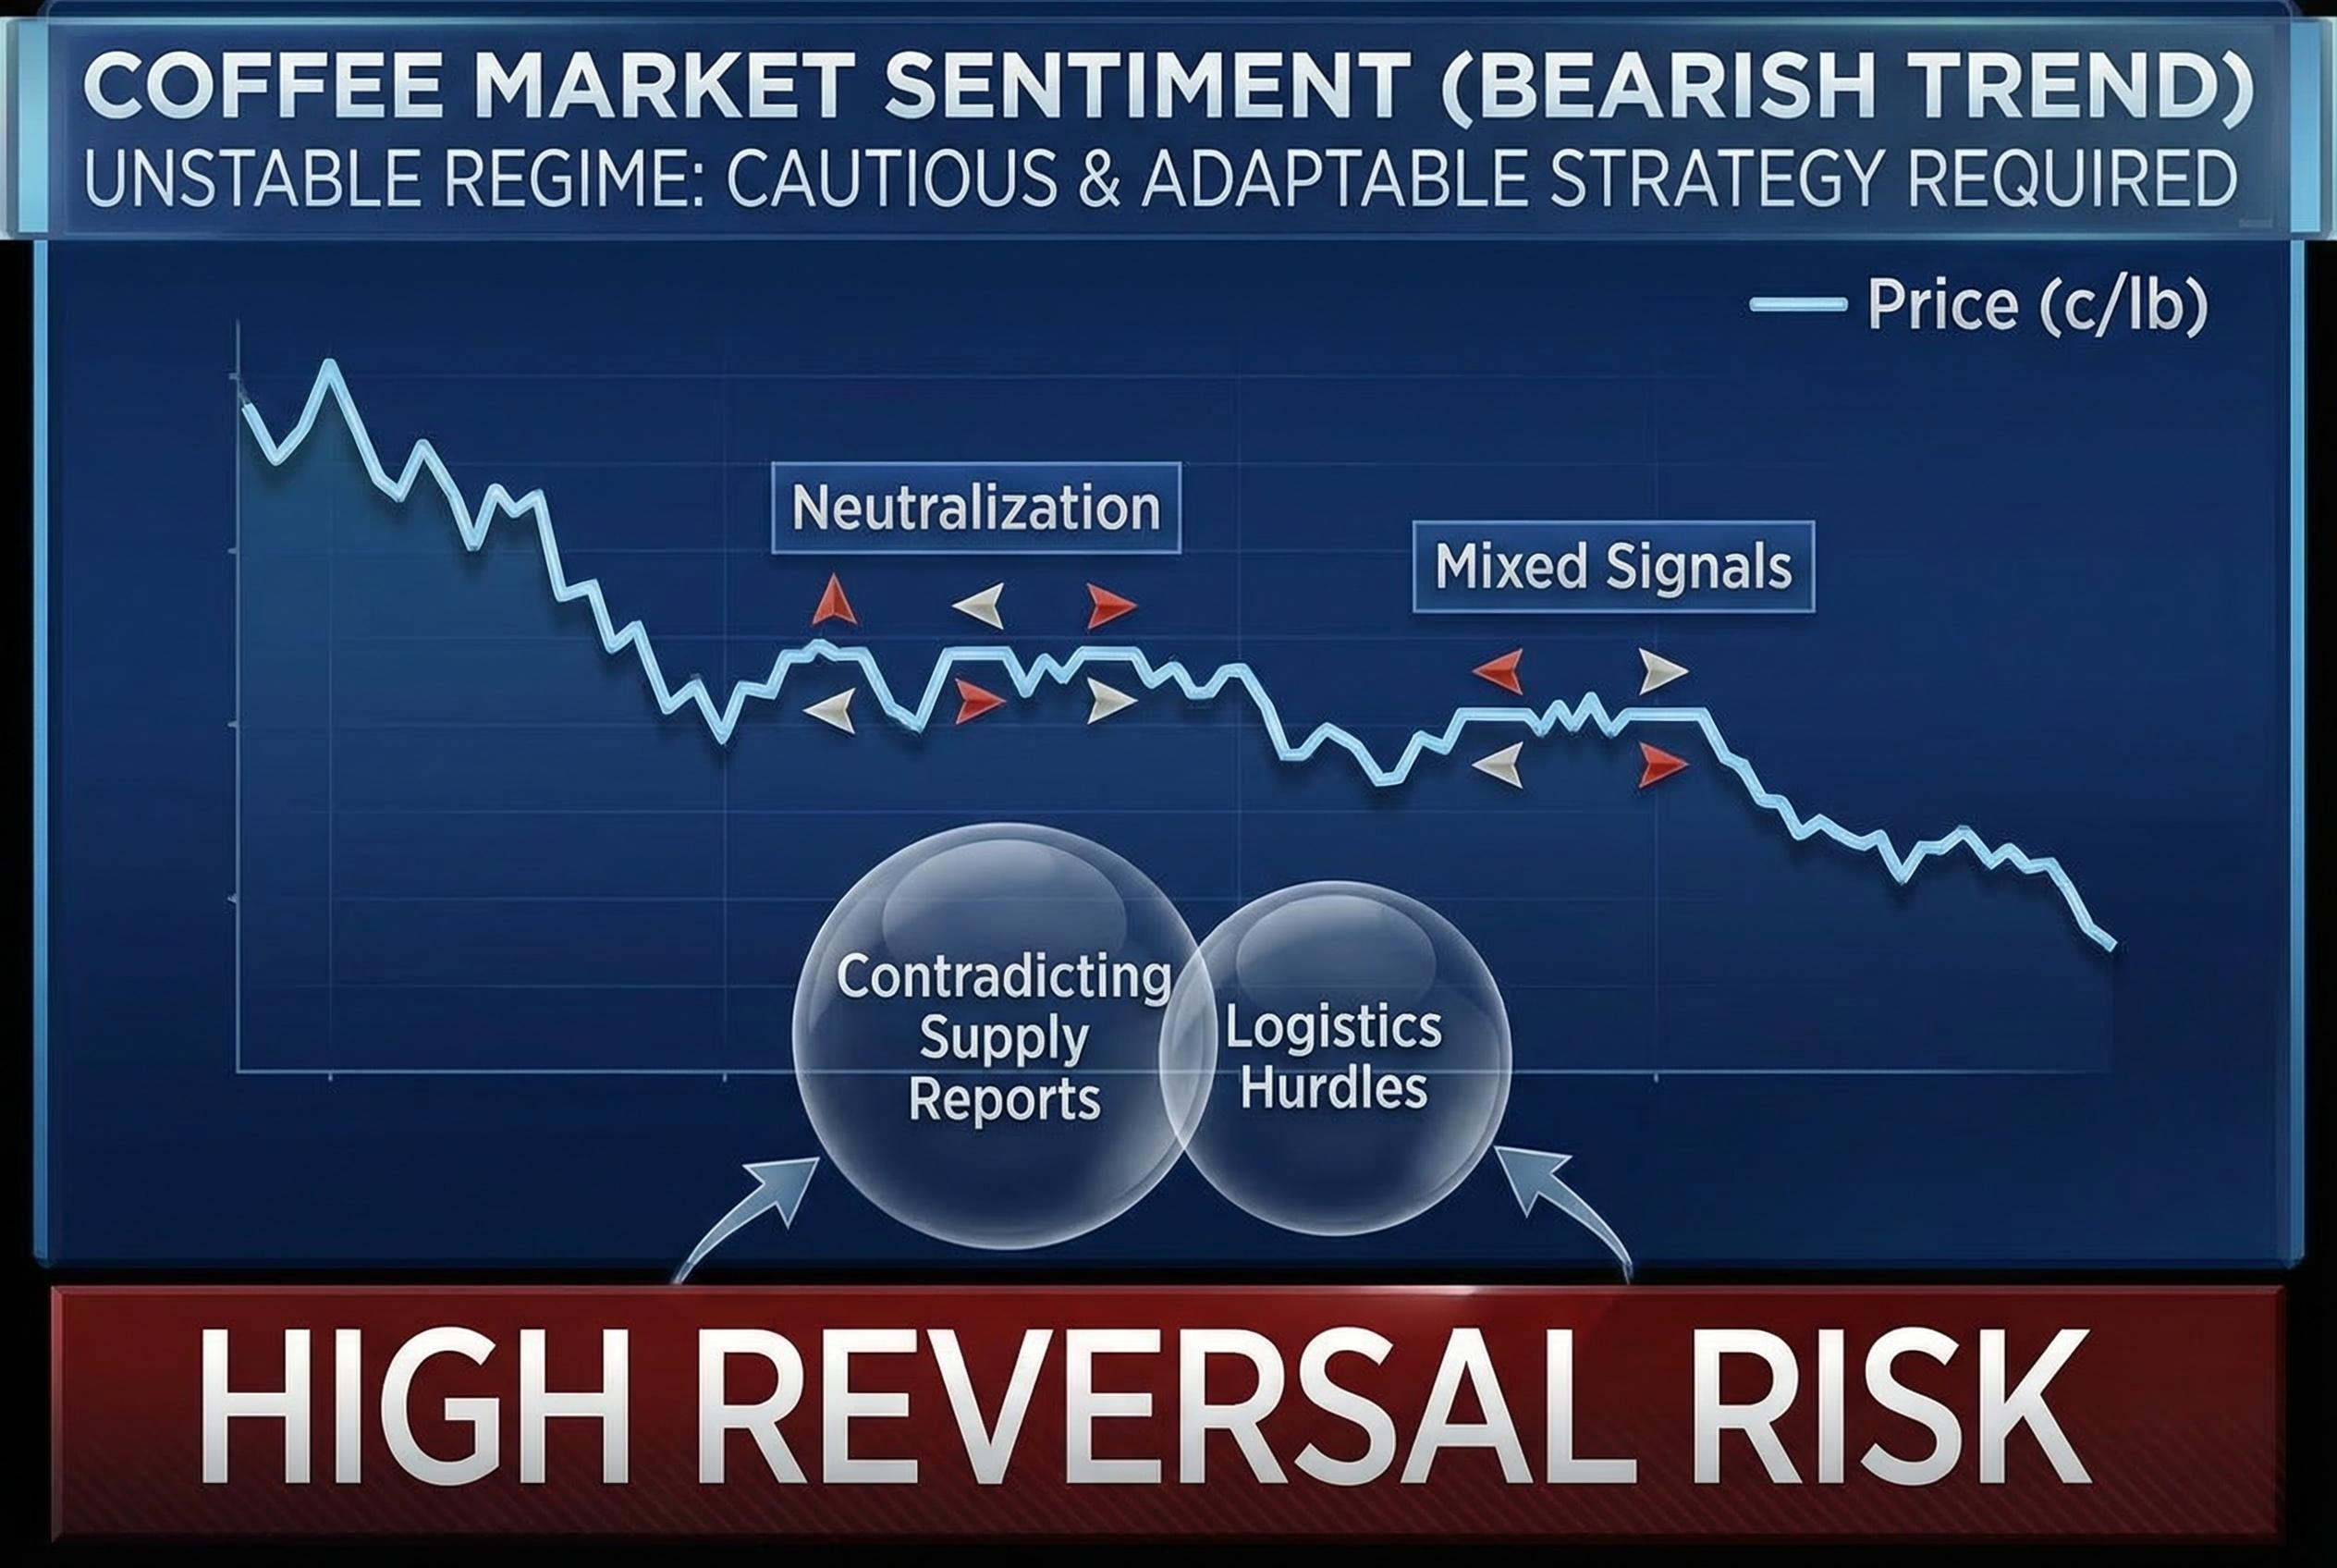 COFFEE MARKET SENTIMENT (BEARISH TREND)
UNSTABLE REGIME: CAUTIOUS & ADAPTABLE STRATEGY REQUIRED
Price (c/lb)
Neutralization
Mixed Signals
Contradicting
Supply
Reports
Logistics
Hurdles
HIGH REVERSAL RISK